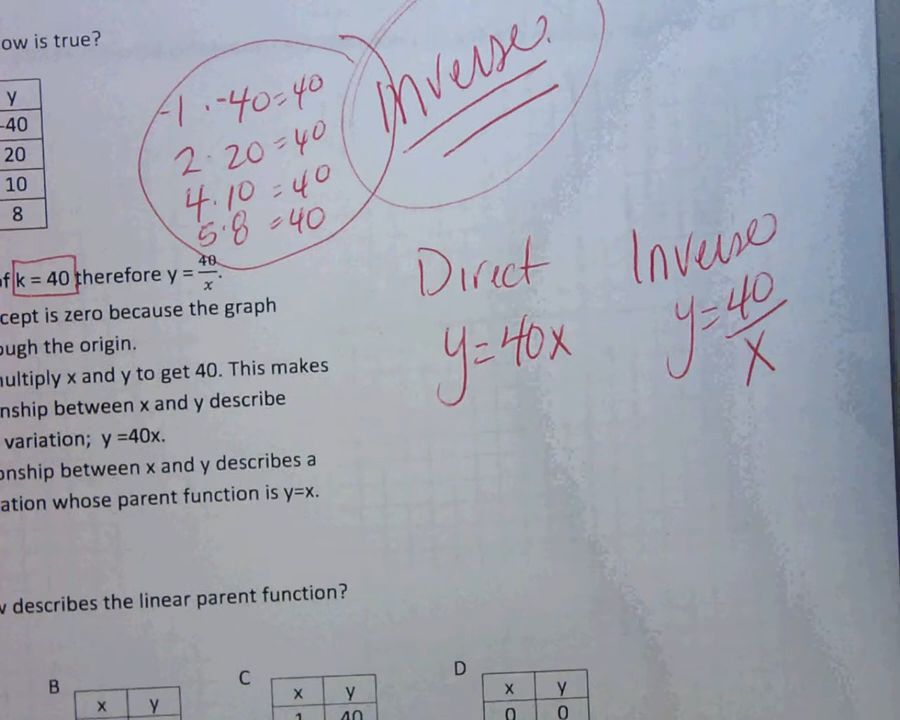 ow is true?
y
-40
20
10
8
-1 · -40 = 40
2 · 20 = 40
4 · 10 = 40
5 · 8 = 40
Inverse.
f k = 40 therefore y = 40/x.
cept is zero because the graph
ough the origin.
multiply x and y to get 40. This makes
nship between x and y describe
variation; y =40x.
onship between x and y describes a
ation whose parent function is y=x.
Direct
y=40x
Inverse
y=40/x
w describes the linear parent function?
B
x y
C
x y
1 40
D
x y
0 0